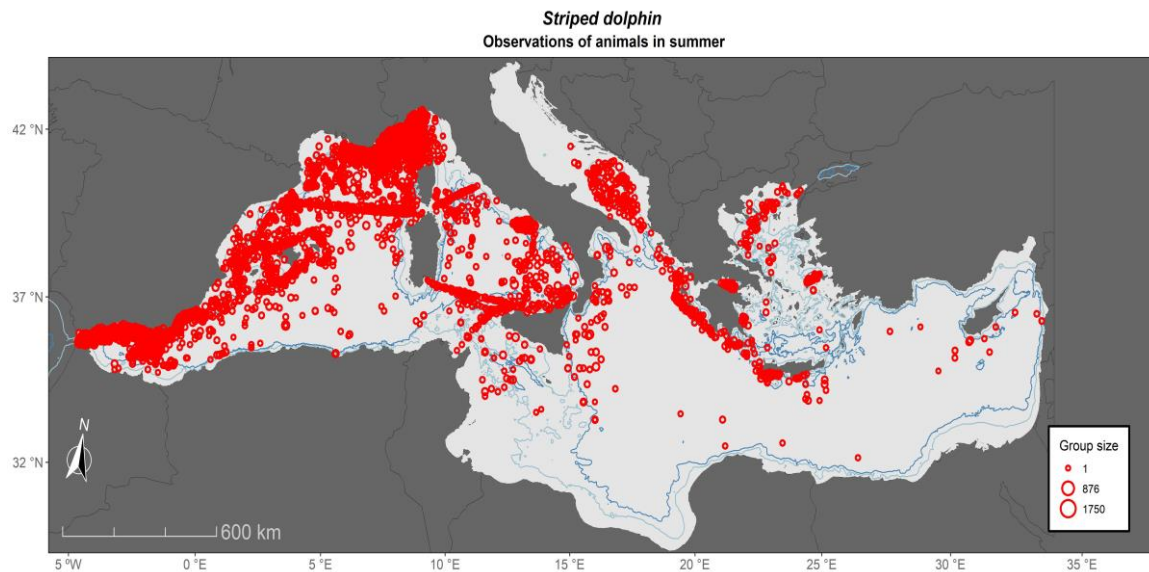 Striped dolphin
Observations of animals in summer
42 °N
37 °N
32 °N
N
600 km
Group size
1
876
1750
5 °W
0 °E
5 °E
10 °E
15 °E
20 °E
25 °E
30 °E
35 °E